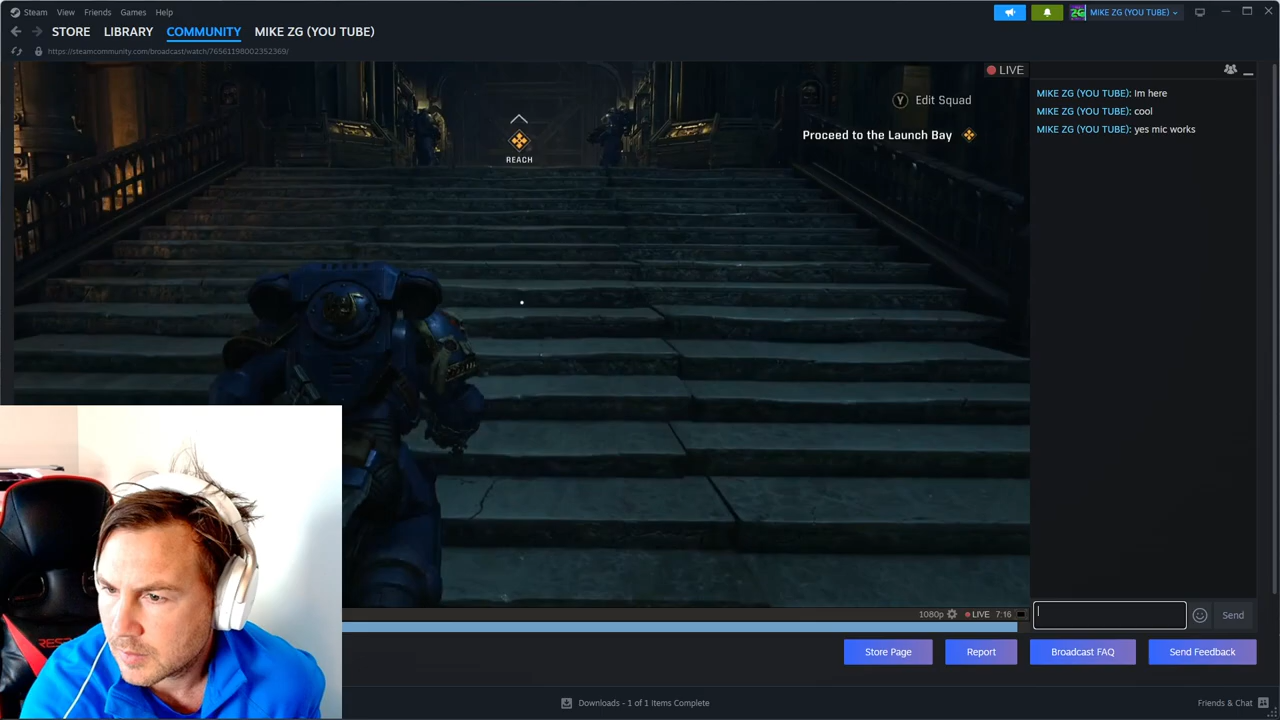 Steam View Friends Games Help
MIKE ZG (YOU TUBE)
STORE LIBRARY COMMUNITY MIKE ZG (YOU TUBE)
https://steamcommunity.com/broadcast/watch/76561198002352369/
LIVE
Y Edit Squad
Proceed to the Launch Bay
REACH
MIKE ZG (YOU TUBE): Im here
MIKE ZG (YOU TUBE): cool
MIKE ZG (YOU TUBE): yes mic works
1080p LIVE 7:16
Send
Store Page Report Broadcast FAQ Send Feedback
Downloads - 1 of 1 Items Complete
Friends & Chat